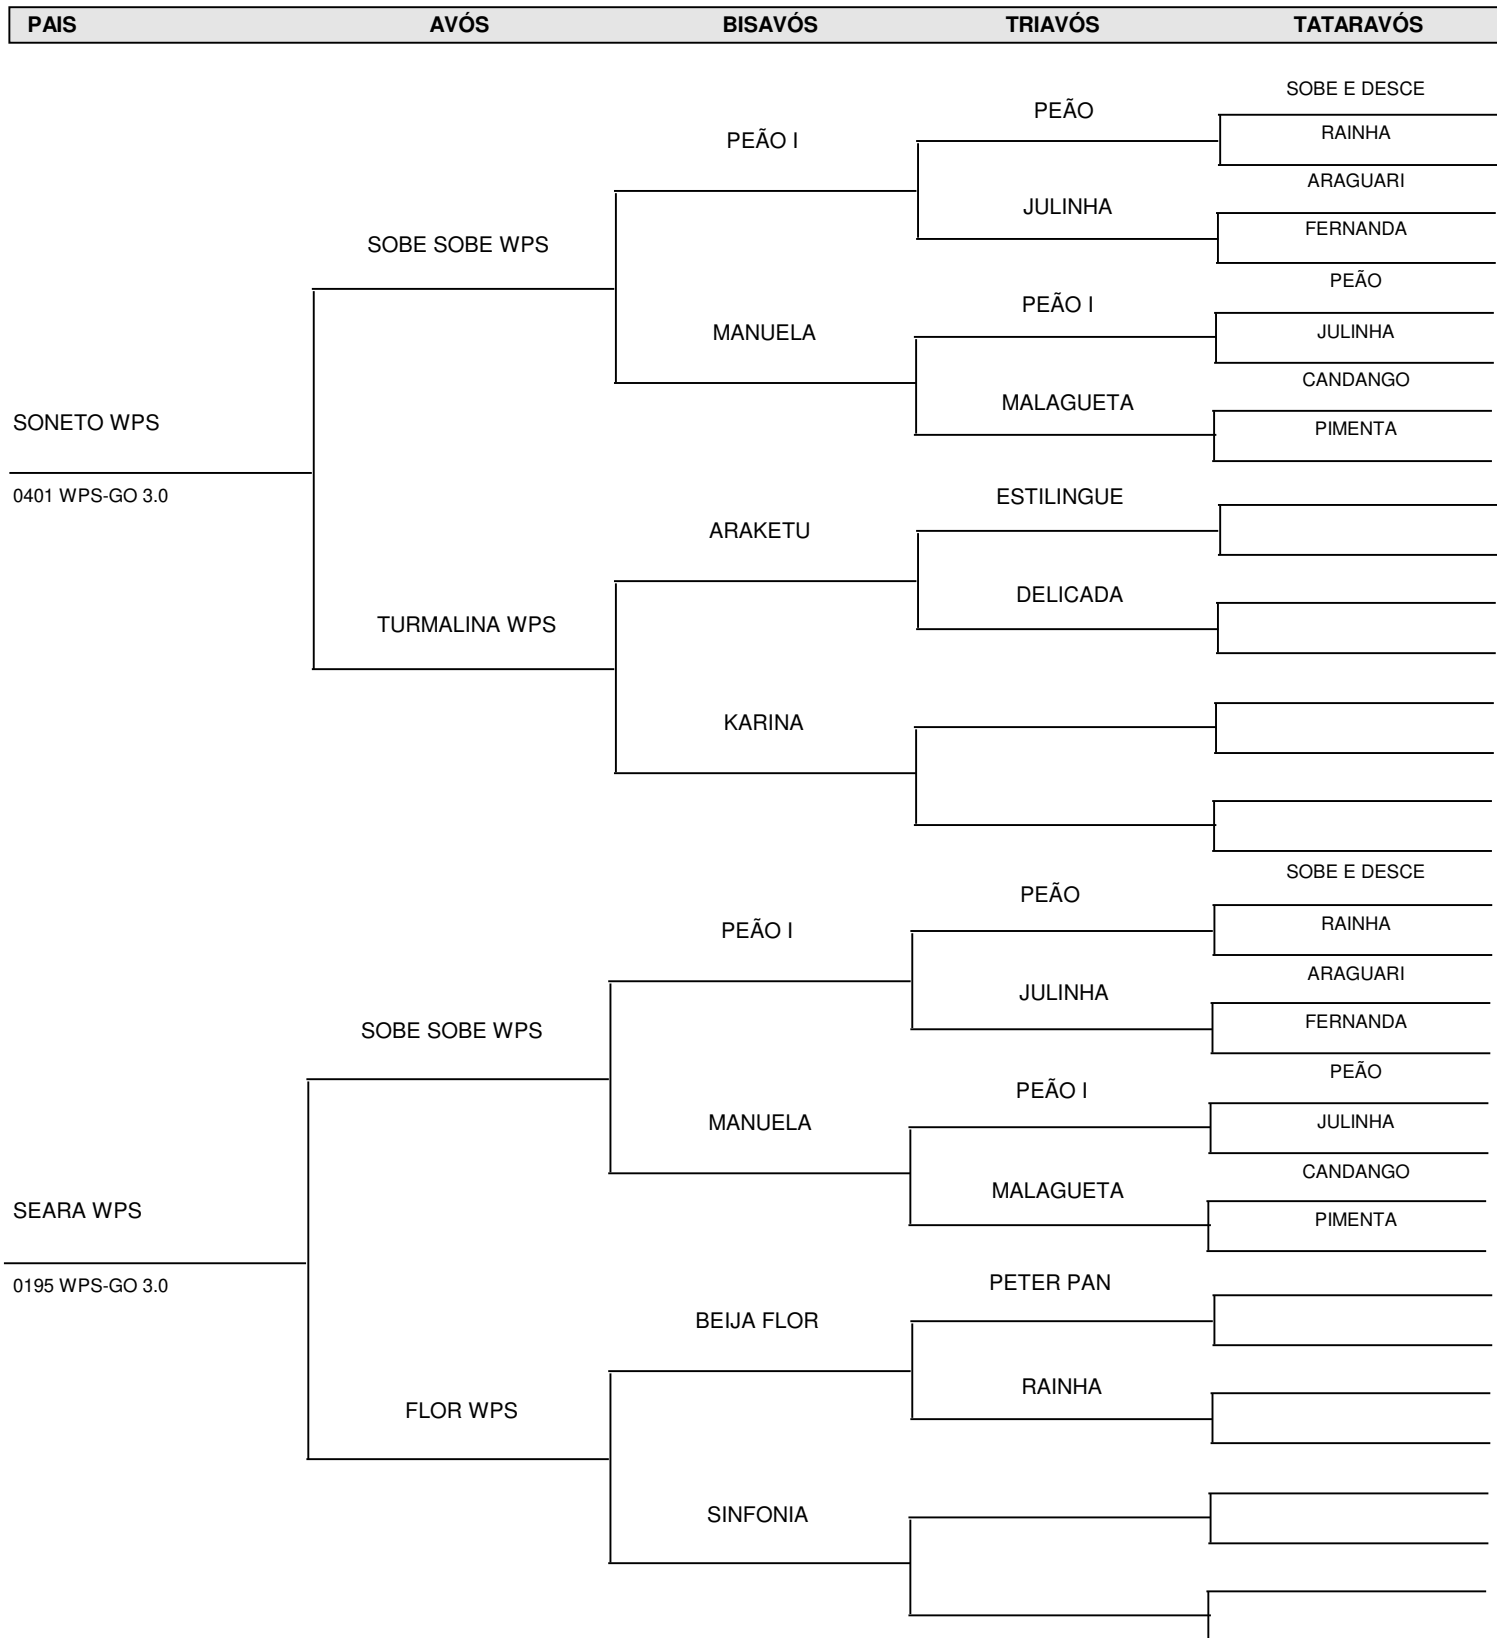 PAIS AVÓS BISAVÓS TRIAVÓS TATARAVÓS
SOBE E DESCE
PEÃO
RAINHA
PEÃO I
ARAGUARI
JULINHA
FERNANDA
SOBE SOBE WPS
PEÃO
PEÃO I
JULINHA
MANUELA
CANDANGO
MALAGUETA
SONETO WPS
PIMENTA
0401 WPS-GO 3.0
ESTILINGUE
ARAKETU
DELICADA
TURMALINA WPS
KARINA
SOBE E DESCE
PEÃO
RAINHA
PEÃO I
ARAGUARI
JULINHA
FERNANDA
SOBE SOBE WPS
PEÃO
PEÃO I
JULINHA
MANUELA
CANDANGO
MALAGUETA
SEARA WPS
PIMENTA
0195 WPS-GO 3.0
PETER PAN
BEIJA FLOR
RAINHA
FLOR WPS
SINFONIA